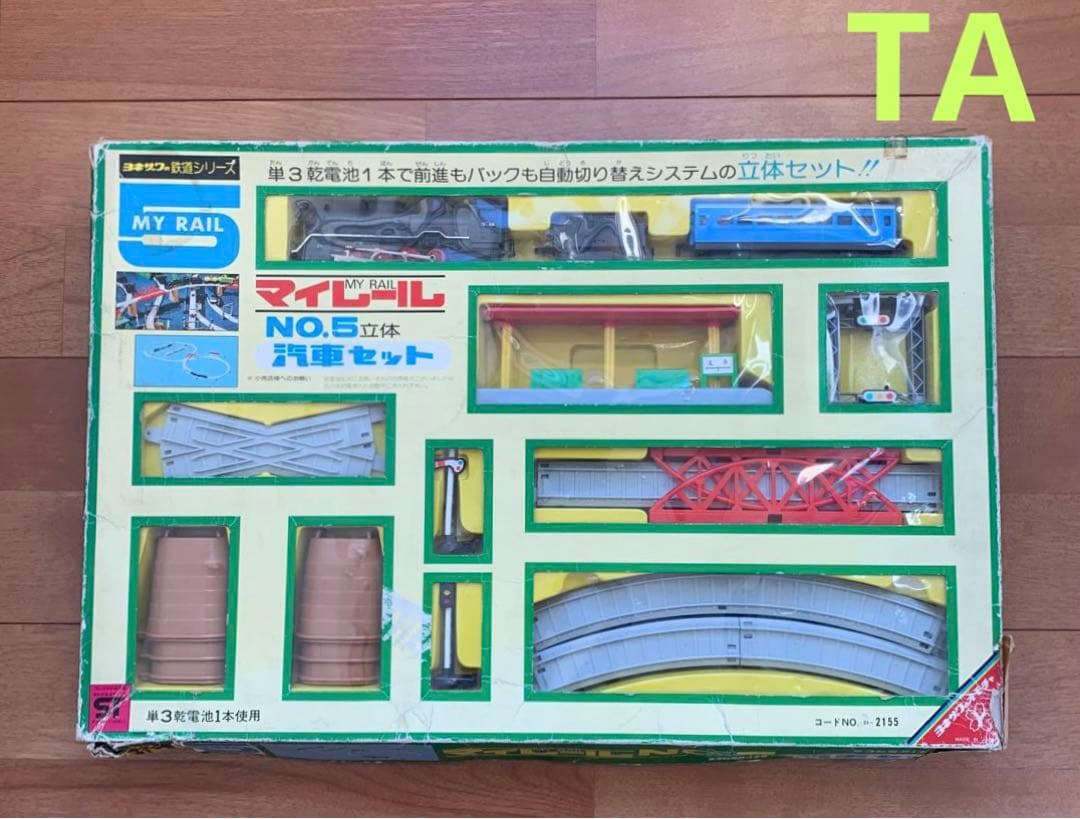 TA
ヨネザワの鉄道シリーズ
単3乾電池1本で前進もバックも自動切り替えシステムの立体セット!!
5
MY RAIL
MY RAIL
マイレール
NO.5立体
汽車セット
ST
単3乾電池1本使用
コードNO.
2155
ヨネザワ